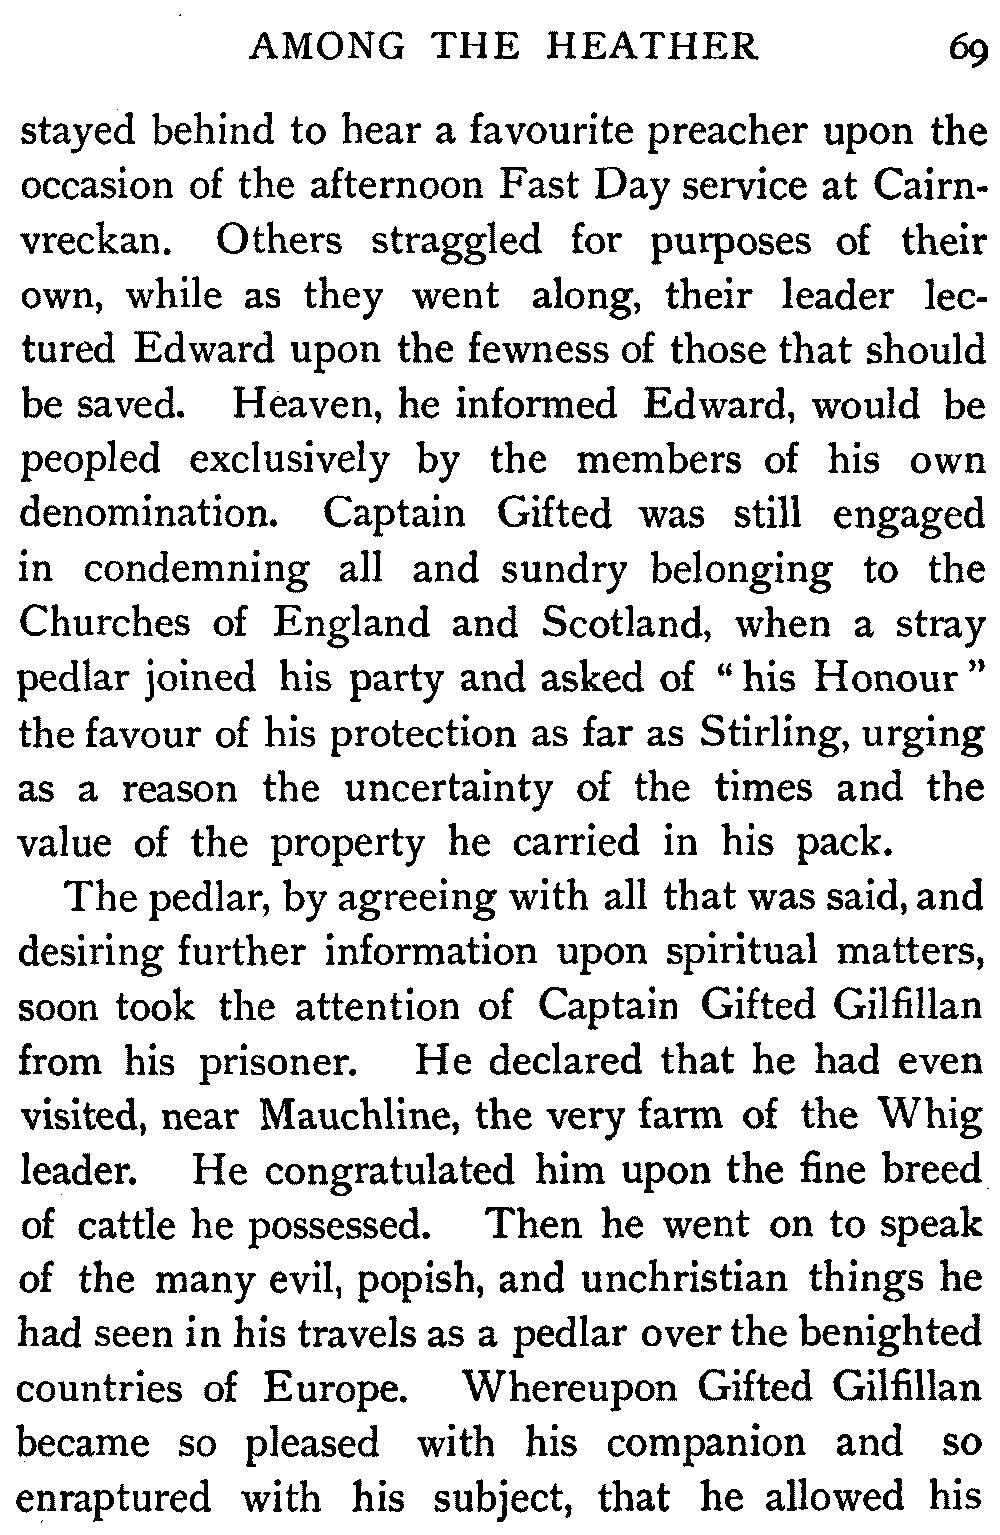 AMONG THE HEATHER 69
stayed behind to hear a favourite preacher upon the
occasion of the afternoon Fast Day service at Cairn-
vreckan. Others straggled for purposes of their
own, while as they went along, their leader lec-
tured Edward upon the fewness of those that should
be saved. Heaven, he informed Edward, would be
peopled exclusively by the members of his own
denomination. Captain Gifted was still engaged
in condemning all and sundry belonging to the
Churches of England and Scotland, when a stray
pedlar joined his party and asked of “his Honour”
the favour of his protection as far as Stirling, urging
as a reason the uncertainty of the times and the
value of the property he carried in his pack.
The pedlar, by agreeing with all that was said, and
desiring further information upon spiritual matters,
soon took the attention of Captain Gifted Gilfillan
from his prisoner. He declared that he had even
visited, near Mauchline, the very farm of the Whig
leader. He congratulated him upon the fine breed
of cattle he possessed. Then he went on to speak
of the many evil, popish, and unchristian things he
had seen in his travels as a pedlar over the benighted
countries of Europe. Whereupon Gifted Gilfillan
became so pleased with his companion and so
enraptured with his subject, that he allowed his